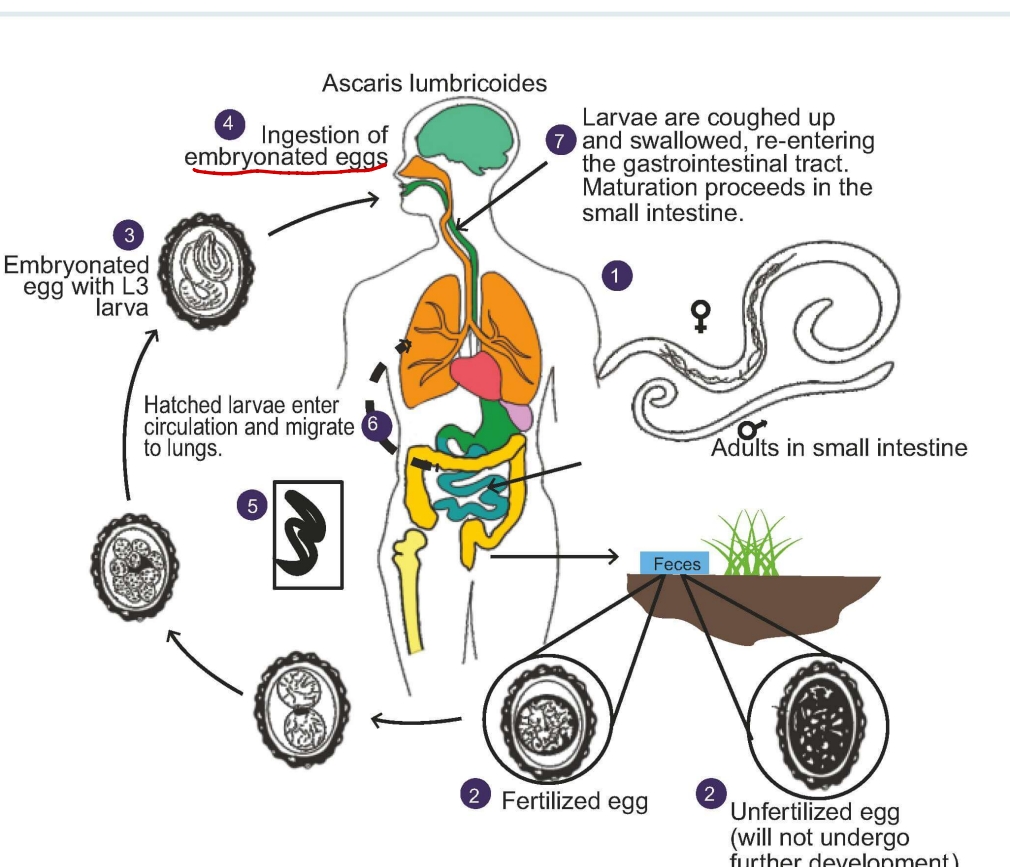 Ascaris lumbricoides
4
Ingestion of
embryonated eggs
7
Larvae are coughed up
and swallowed, re-entering
the gastrointestinal tract.
Maturation proceeds in the
small intestine.
3
Embryonated
egg with L3
larva
1
♀
♂
Adults in small intestine
Hatched larvae enter
circulation and migrate
to lungs.
6
5
Feces
2
Fertilized egg
2
Unfertilized egg
(will not undergo
further development)